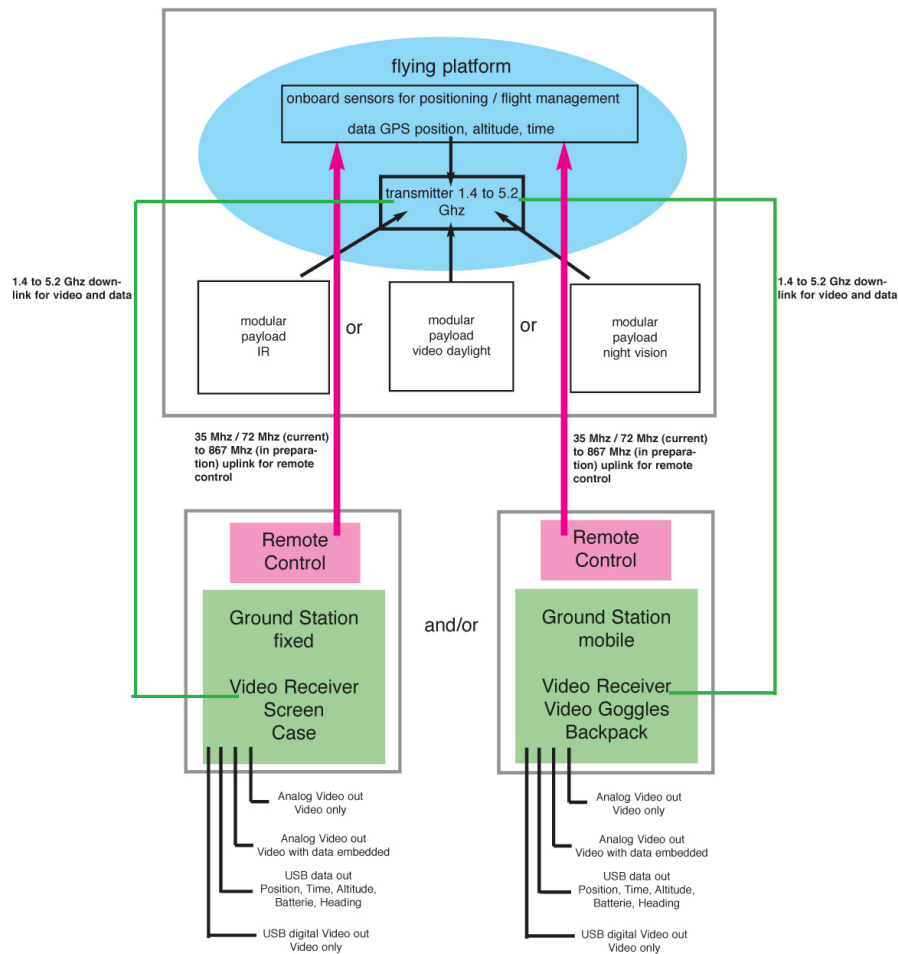 flying platform
onboard sensors for positioning / flight management
data GPS position, altitude, time
transmitter 1.4 to 5.2
Ghz
1.4 to 5.2 Ghz down-
link for video and data
1.4 to 5.2 Ghz down-
link for video and data
modular
payload
IR
or
modular
payload
video daylight
or
modular
payload
night vision
35 Mhz / 72 Mhz (current)
to 867 Mhz (in prepara-
tion) uplink for remote
control
35 Mhz / 72 Mhz (current)
to 867 Mhz (in prepara-
tion) uplink for remote
control
Remote
Control
Ground Station
fixed
Video Receiver
Screen
Case
and/or
Remote
Control
Ground Station
mobile
Video Receiver
Video Goggles
Backpack
Analog Video out
Video only
Analog Video out
Video with data embedded
USB data out
Position, Time, Altitude,
Batterie, Heading
USB digital Video out
Video only
Analog Video out
Video only
Analog Video out
Video with data embedded
USB data out
Position, Time, Altitude,
Batterie, Heading
USB digital Video out
Video only